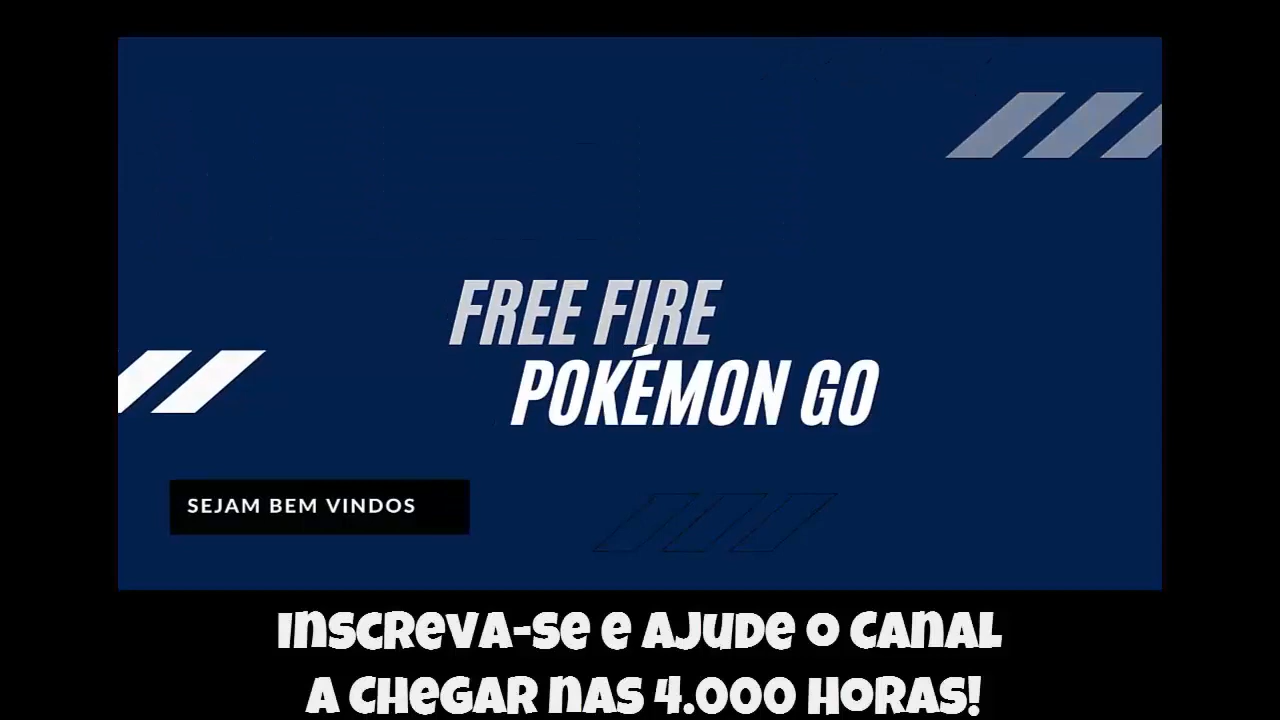 FREE FIRE
POKÉMON GO
SEJAM BEM VINDOS
Inscreva-se e ajude o canal
a chegar nas 4.000 horas!